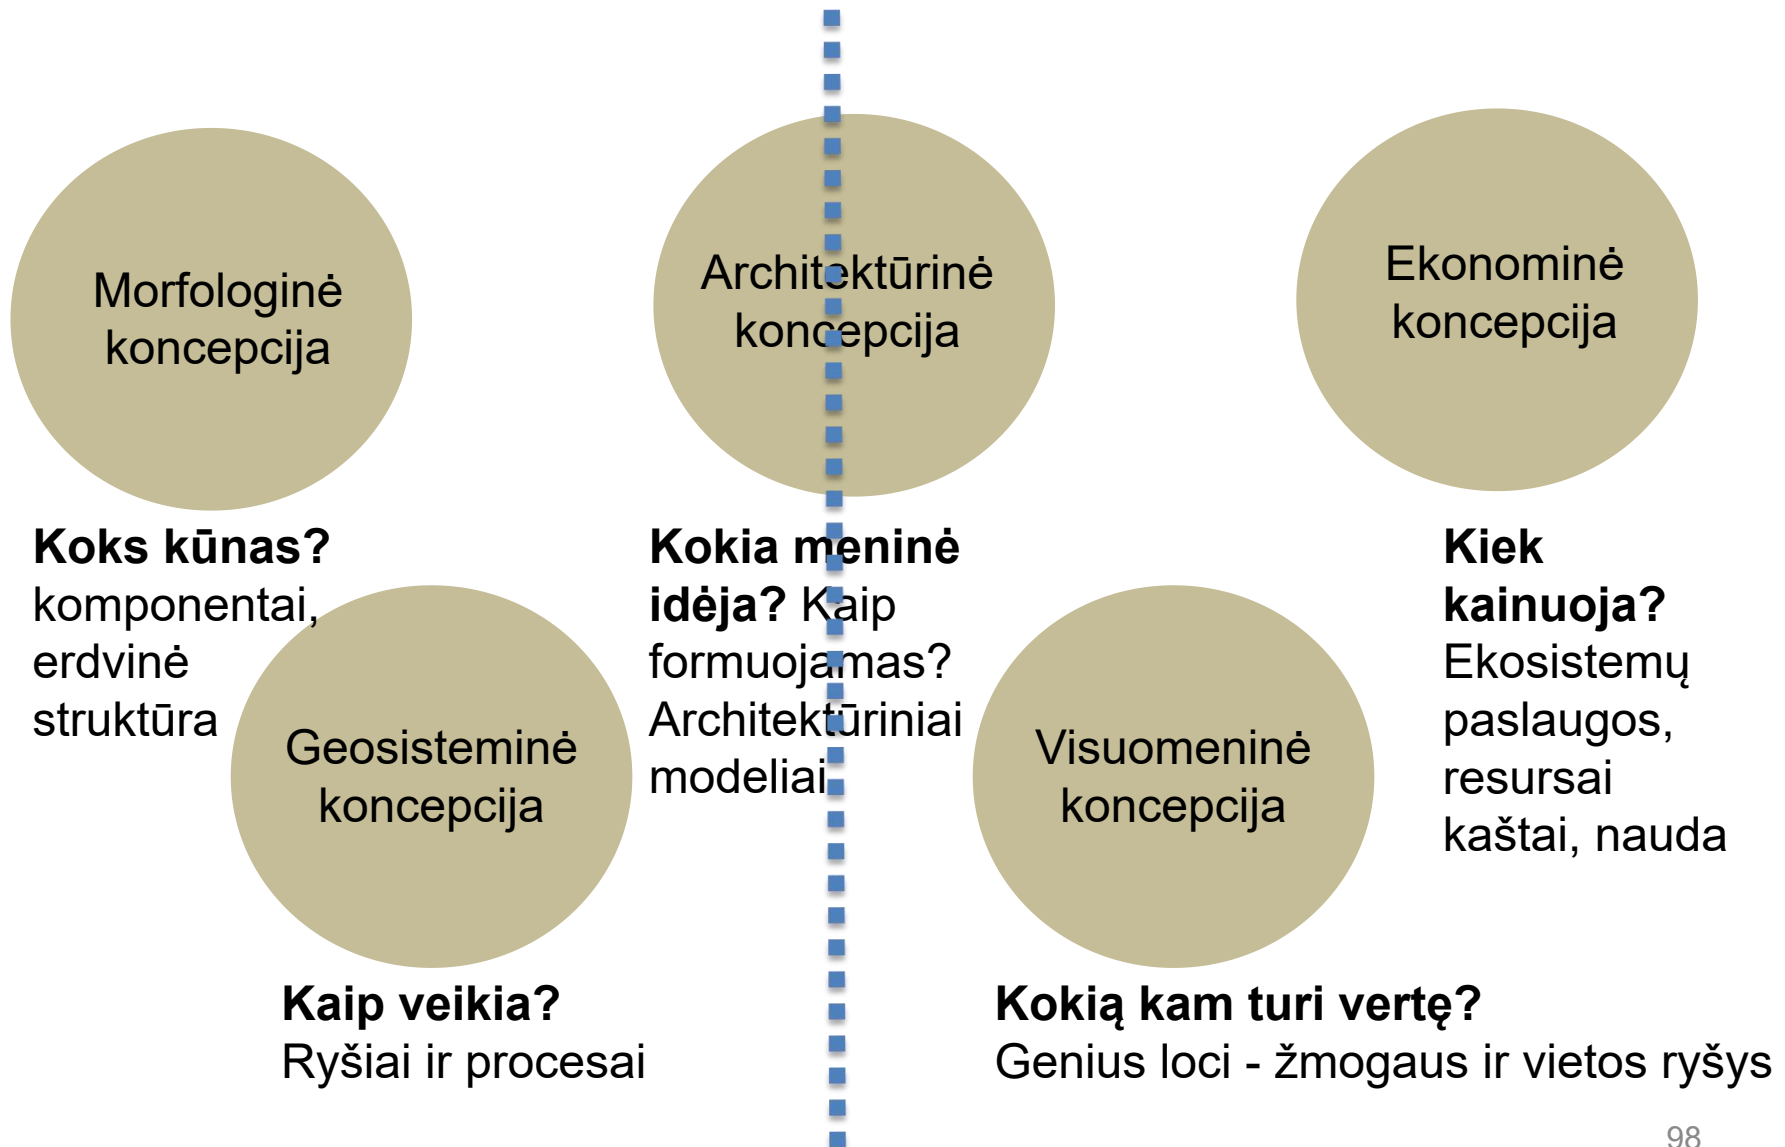 Morfologinė
koncepcija
Architektūrinė
koncepcija
Ekonominė
koncepcija
Koks kūnas?
komponentai,
erdvinė
struktūra
Geosisteminė
koncepcija
Kokia meninė
idėja? Kaip
formuojamas?
Architektūriniai
modeliai
Visuomeninė
koncepcija
Kiek
kainuoja?
Ekosistemų
paslaugos,
resursai
kaštai, nauda
Kaip veikia?
Ryšiai ir procesai
Kokią kam turi vertę?
Genius loci - žmogaus ir vietos ryšys
98